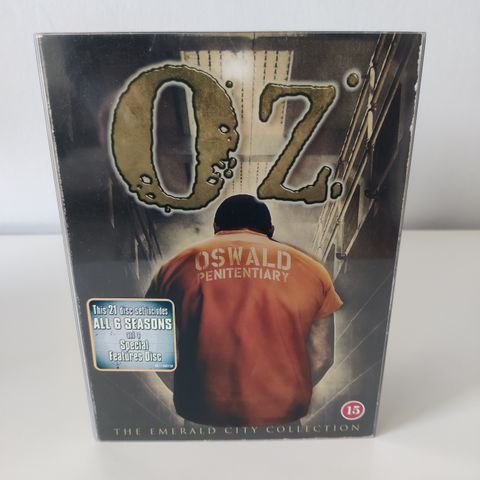 OZ.
OSWALD
PENITENTIARY
This 21 disc set includes
ALL 6 SEASONS
and a
Special
Features Disc
15
THE EMERALD CITY COLLECTION